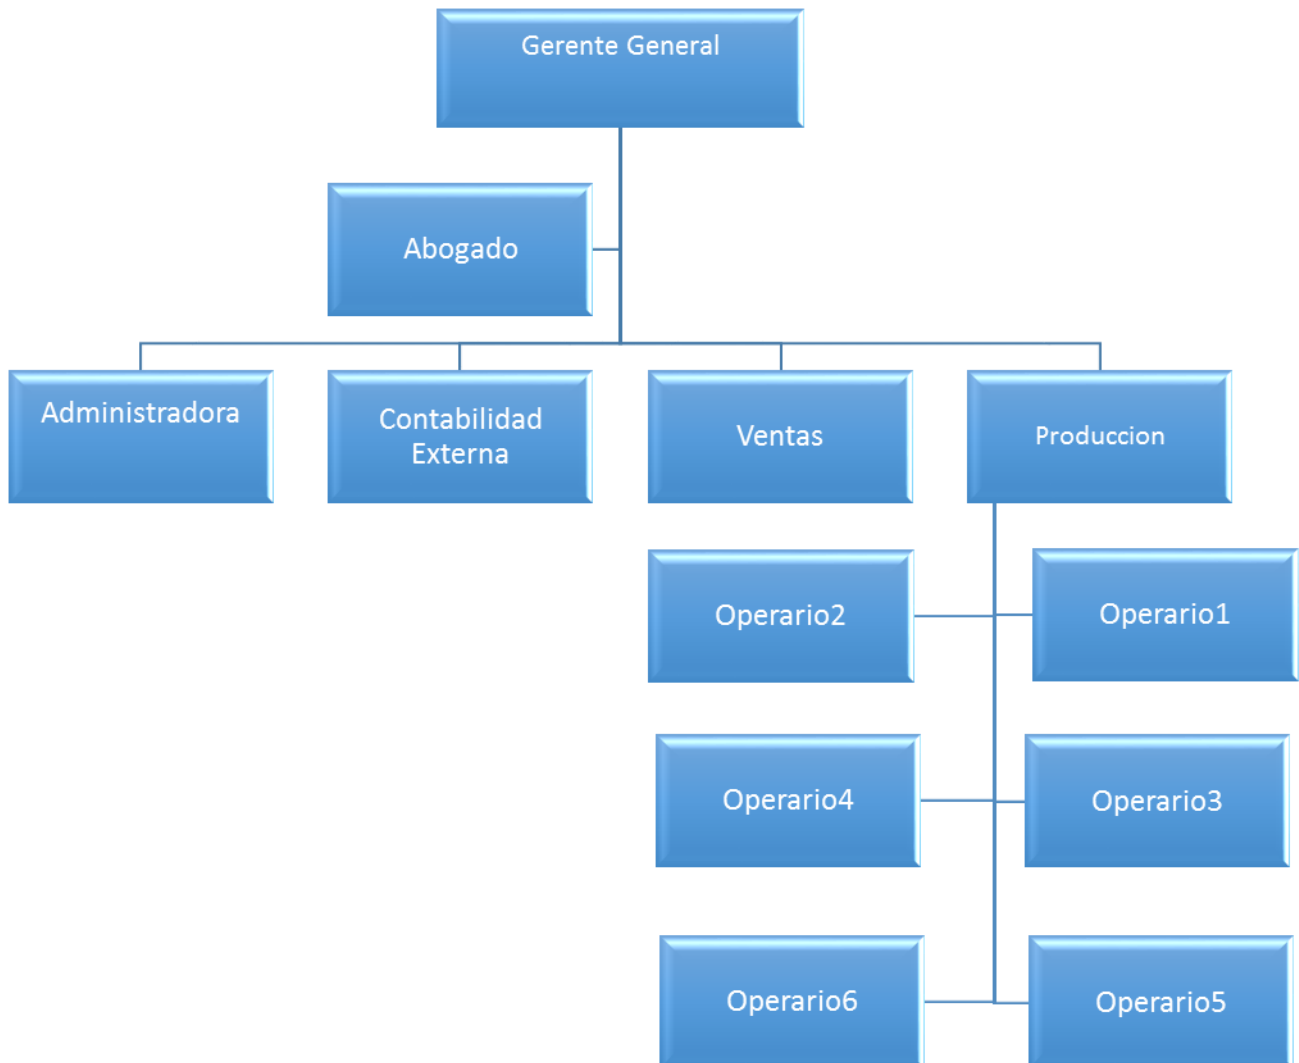 Gerente General
Abogado
Administradora
Contabilidad
Externa
Ventas
Produccion
Operario2
Operario1
Operario4
Operario3
Operario6
Operario5